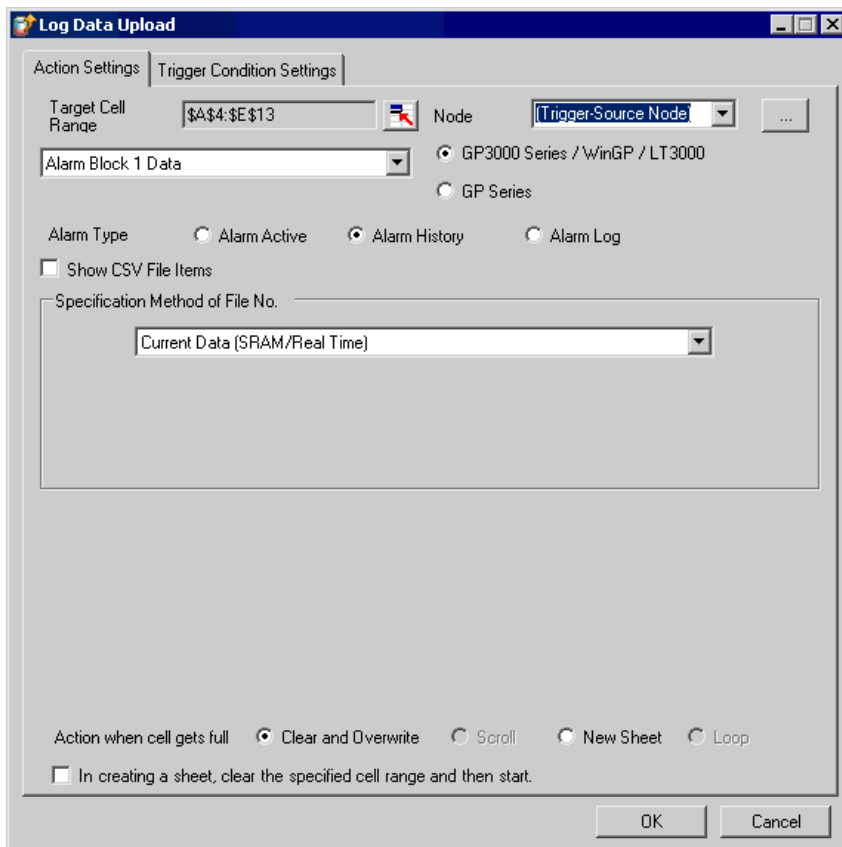 Log Data Upload
Action Settings
Trigger Condition Settings
Target Cell Range
$A$4:$E$13
Node
[Trigger-Source Node]
...
Alarm Block 1 Data
GP3000 Series / WinGP / LT3000
GP Series
Alarm Type
Alarm Active
Alarm History
Alarm Log
Show CSV File Items
Specification Method of File No.
Current Data (SRAM/Real Time)
Action when cell gets full
Clear and Overwrite
Scroll
New Sheet
Loop
In creating a sheet, clear the specified cell range and then start.
OK
Cancel